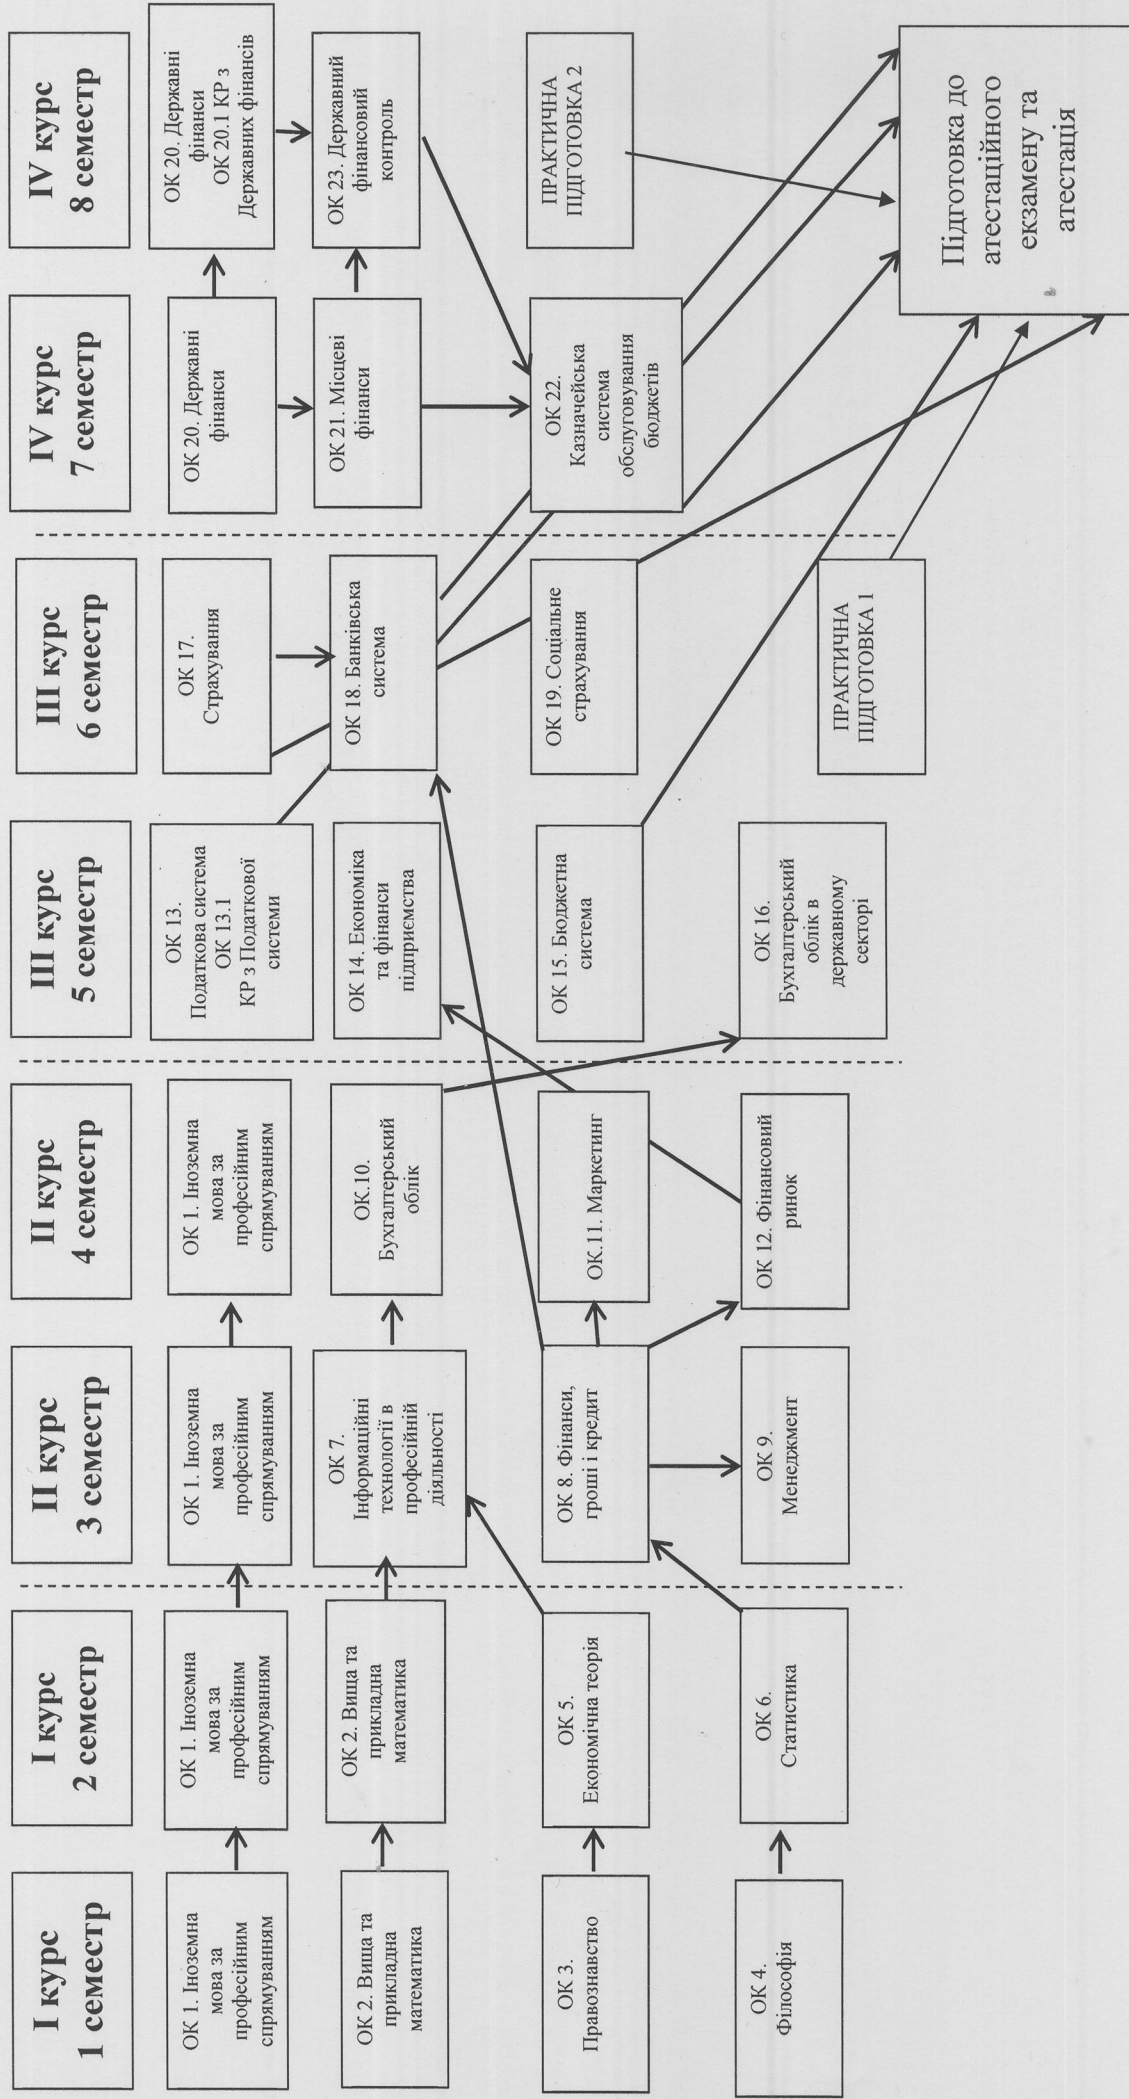 I курс
1 семестр
ОК 1. Іноземна
мова за
професійним
спрямуванням
ОК 2. Вища та
прикладна
математика
ОК 3.
Правознавство
ОК 4.
Філософія
I курс
2 семестр
ОК 1. Іноземна
мова за
професійним
спрямуванням
ОК 2. Вища та
прикладна
математика
ОК 5.
Економічна теорія
ОК 6.
Статистика
II курс
3 семестр
ОК 1. Іноземна
мова за
професійним
спрямуванням
ОК 7.
Інформаційні
технології в
професійній
діяльності
ОК 8. Фінанси,
гроші і кредит
ОК 9.
Менеджмент
II курс
4 семестр
ОК 1. Іноземна
мова за
професійним
спрямуванням
ОК.10.
Бухгалтерський
облік
ОК.11. Маркетинг
ОК 12. Фінансовий
ринок
III курс
5 семестр
ОК 13.
Податкова система
ОК 13.1
КР з Податкової
системи
ОК 14. Економіка
та фінанси
підприємства
ОК 15. Бюджетна
система
ОК 16.
Бухгалтерський
облік в
державному
секторі
III курс
6 семестр
ОК 17.
Страхування
ОК 18. Банківська
система
ОК 19. Соціальне
страхування
ПРАКТИЧНА
ПІДГОТОВКА 1
IV курс
7 семестр
ОК 20. Державні
фінанси
ОК 21. Місцеві
фінанси
ОК 22.
Казначейська
система
обслуговування
бюджетів
IV курс
8 семестр
ОК 20. Державні
фінанси
ОК 20.1 КР з
Державних фінансів
ОК 23. Державний
фінансовий
контроль
ПРАКТИЧНА
ПІДГОТОВКА 2
Підготовка до
атестаційного
екзамену та
атестація